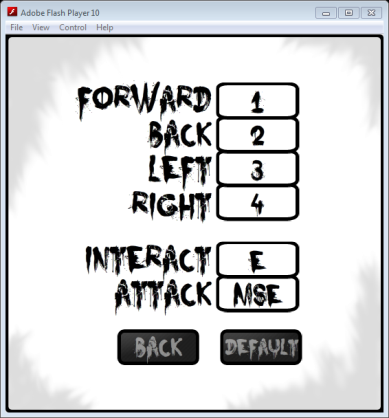 Adobe Flash Player 10
File View Control Help
FORWARD 1
BACK 2
LEFT 3
RIGHT 4
INTERACT E
ATTACK MSE
BACK DEFAULT